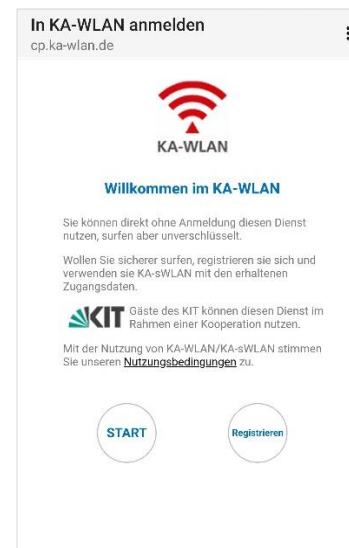 In KA-WLAN anmelden
cp.ka-wlan.de
KA-WLAN
Willkommen im KA-WLAN
Sie können direkt ohne Anmeldung diesen Dienst
nutzen, surfen aber unverschlüsselt.
Wollen Sie sicherer surfen, registrieren sie sich und
verwenden sie KA-sWLAN mit den erhaltenen
Zugangsdaten.
KIT Gäste des KIT können diesen Dienst im
Rahmen einer Kooperation nutzen.
Mit der Nutzung von KA-WLAN/KA-sWLAN stimmen
Sie unseren Nutzungsbedingungen zu.
START
Registrieren